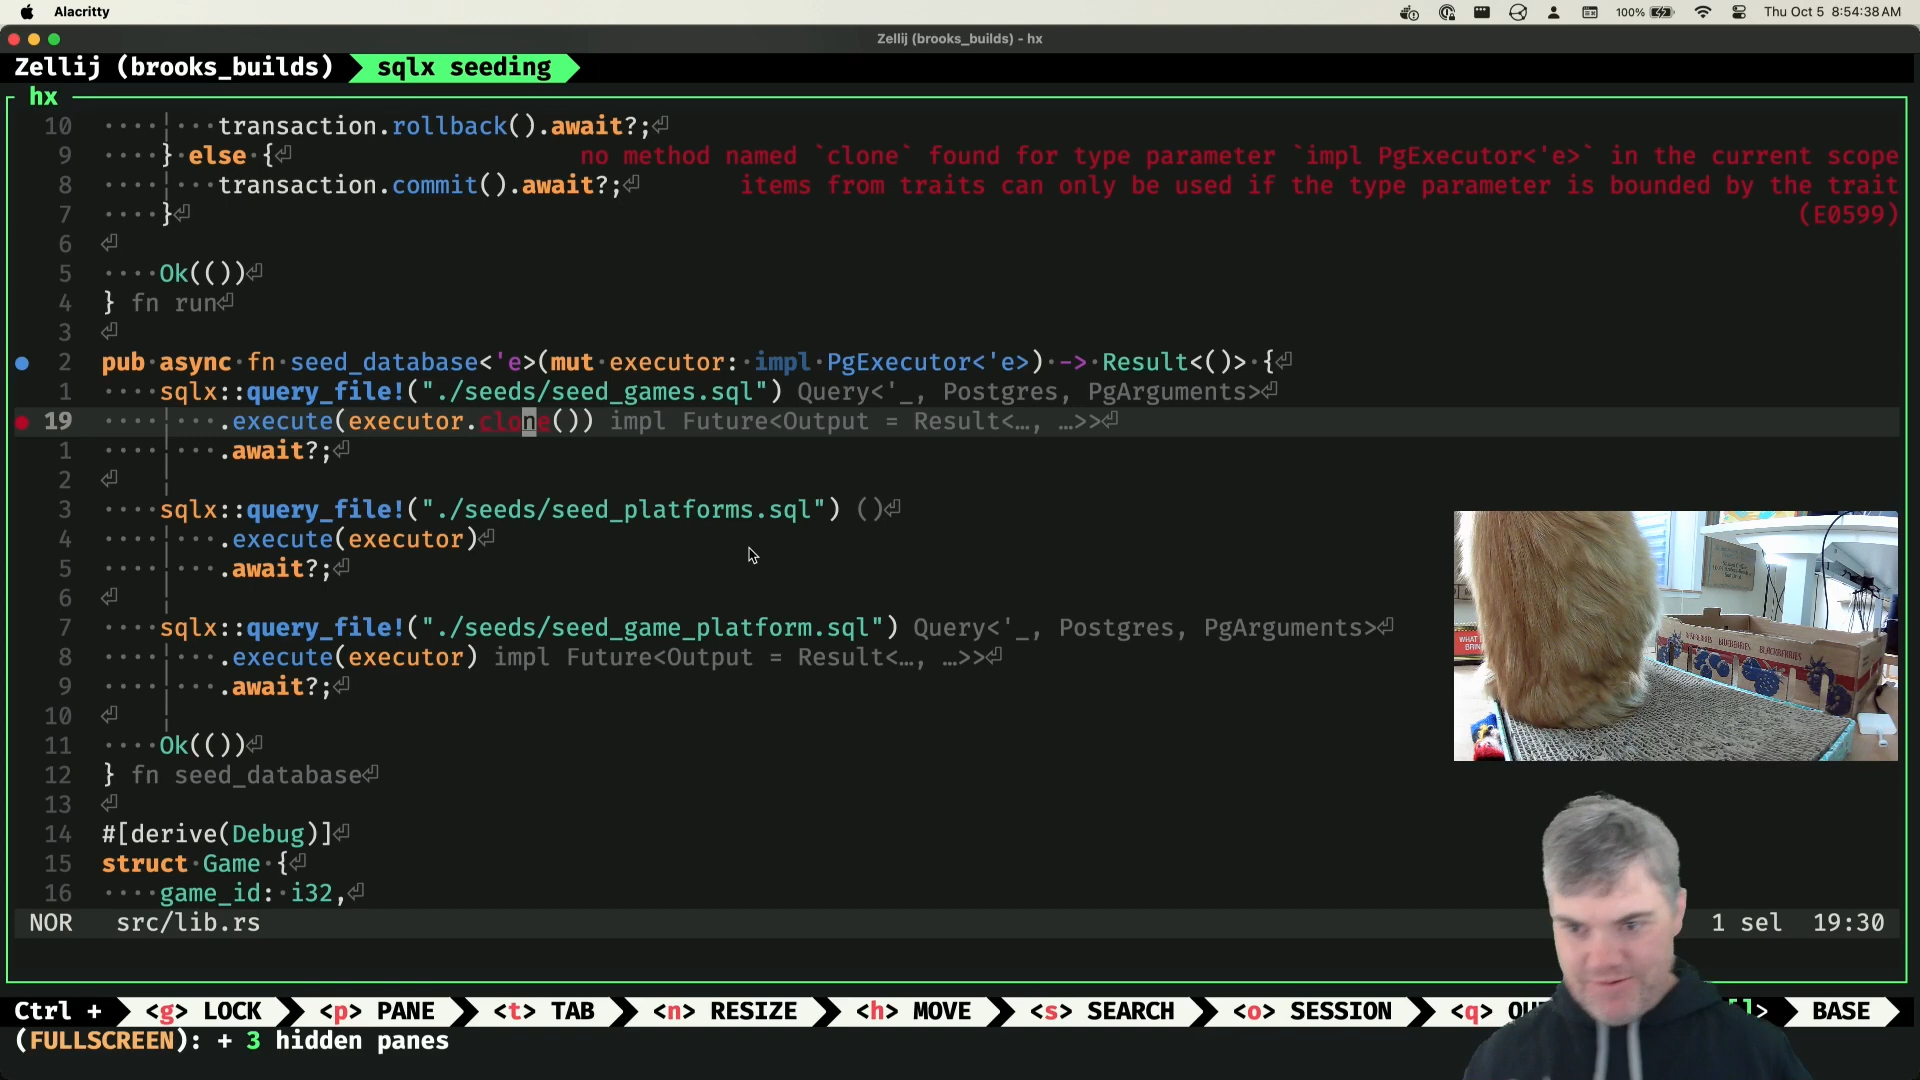 Alacritty
100%
Thu Oct 5 8:54:38 AM
Zellij (brooks_builds) - hx
Zellij (brooks_builds) sqlx seeding
hx
10 ····¦···transaction.rollback().await?;⏎
9 ····}·else·{⏎ no method named `clone` found for type parameter `impl PgExecutor<'e>` in the current scope
8 ····¦···transaction.commit().await?;⏎ items from traits can only be used if the type parameter is bounded by the trait
7 ····}⏎ (E0599)
6 ⏎
5 ····Ok(())⏎
4 } fn run⏎
3 ⏎
2 pub·async·fn·seed_database<'e>(mut·executor:·impl·PgExecutor<'e>)·->·Result<()>·{⏎
1 ····sqlx::query_file!("./seeds/seed_games.sql") Query<'_, Postgres, PgArguments>⏎
19 ····¦···.execute(executor.clone()) impl Future<Output = Result<…, …>>⏎
1 ····¦···.await?;⏎
2 ⏎
3 ····sqlx::query_file!("./seeds/seed_platforms.sql") ()⏎
4 ····¦···.execute(executor)⏎
5 ····¦···.await?;⏎
6 ⏎
7 ····sqlx::query_file!("./seeds/seed_game_platform.sql") Query<'_, Postgres, PgArguments>⏎
8 ····¦···.execute(executor) impl Future<Output = Result<…, …>>⏎
9 ····¦···.await?;⏎
10 ⏎
11 ····Ok(())⏎
12 } fn seed_database⏎
13 ⏎
14 #[derive(Debug)]⏎
15 struct·Game·{⏎
16 ····game_id:·i32,⏎
BLUEBERRIES BLACKBERRIES
NOR src/lib.rs 1 sel 19:30
Ctrl + <g> LOCK <p> PANE <t> TAB <n> RESIZE <h> MOVE <s> SEARCH <o> SESSION <q> BASE
(FULLSCREEN): + 3 hidden panes